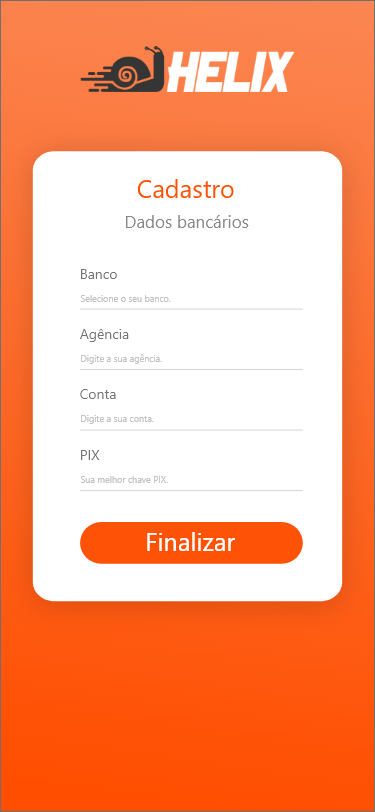 HELIX
Cadastro
Dados bancários
Banco
Selecione o seu banco.
Agência
Digite a sua agência.
Conta
Digite a sua conta.
PIX
Sua melhor chave PIX.
Finalizar